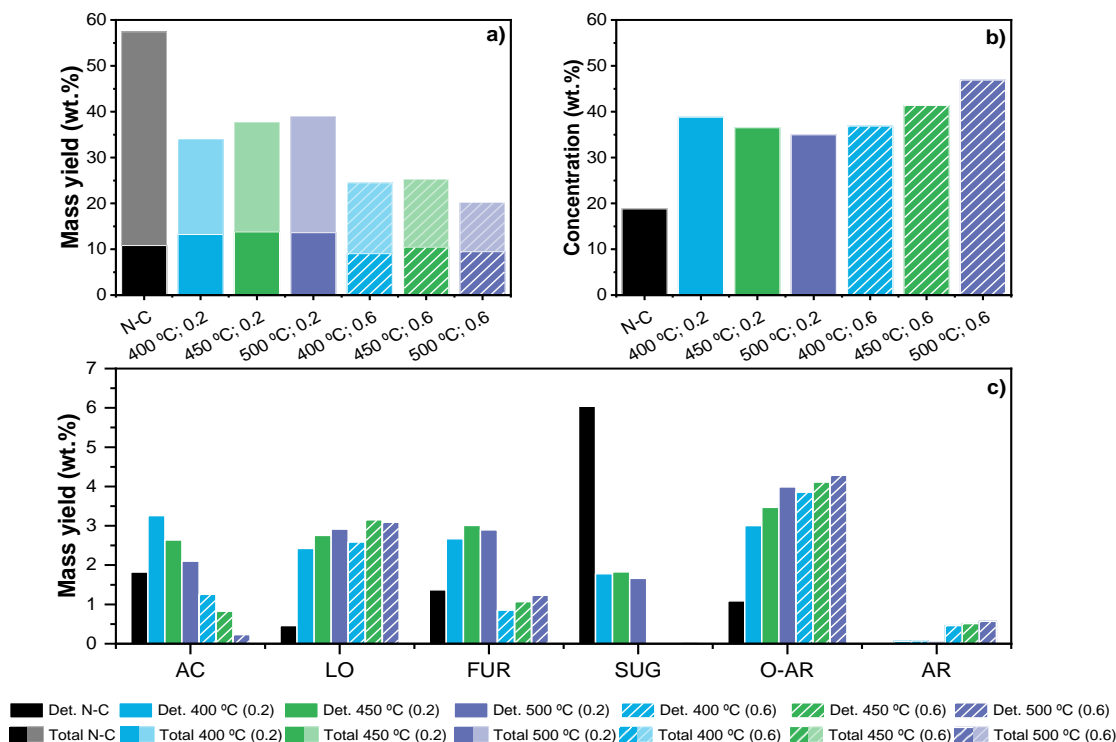 60
50
40
30
20
10
0
Mass yield (wt.%)
a)
N-C
400 ºC; 0.2
450 ºC; 0.2
500 ºC; 0.2
400 ºC; 0.6
450 ºC; 0.6
500 ºC; 0.6
60
50
40
30
20
10
0
Concentration (wt.%)
b)
N-C
400 ºC; 0.2
450 ºC; 0.2
500 ºC; 0.2
400 ºC; 0.6
450 ºC; 0.6
500 ºC; 0.6
7
6
5
4
3
2
1
0
Mass yield (wt.%)
c)
AC LO FUR SUG O-AR AR
Det. N-C Det. 400 ºC (0.2) Det. 450 ºC (0.2) Det. 500 ºC (0.2) Det. 400 ºC (0.6) Det. 450 ºC (0.6) Det. 500 ºC (0.6)
Total N-C Total 400 ºC (0.2) Total 450 ºC (0.2) Total 500 ºC (0.2) Total 400 ºC (0.6) Total 450 ºC (0.6) Total 500 ºC (0.6)